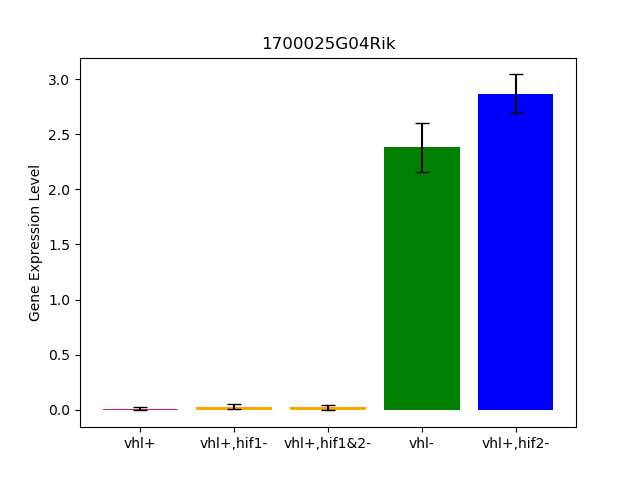 1700025G04Rik
Gene Expression Level
3.0
2.5
2.0
1.5
1.0
0.5
0.0
vhl+ vhl+,hif1- vhl+,hif1&2- vhl- vhl+,hif2-